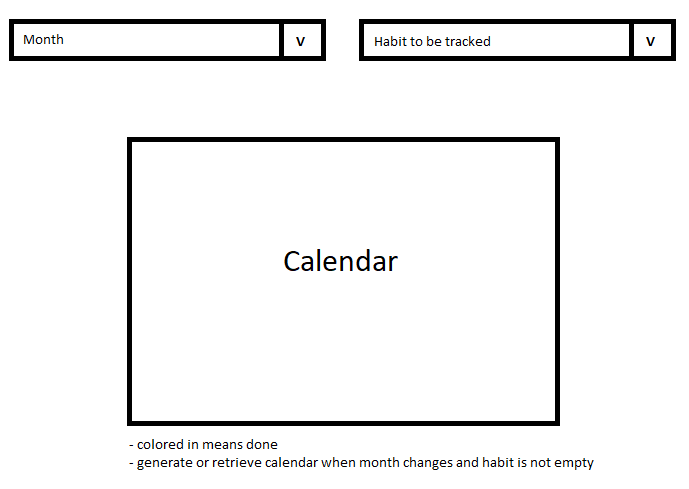 Month V
Habit to be tracked V
Calendar
- colored in means done
- generate or retrieve calendar when month changes and habit is not empty